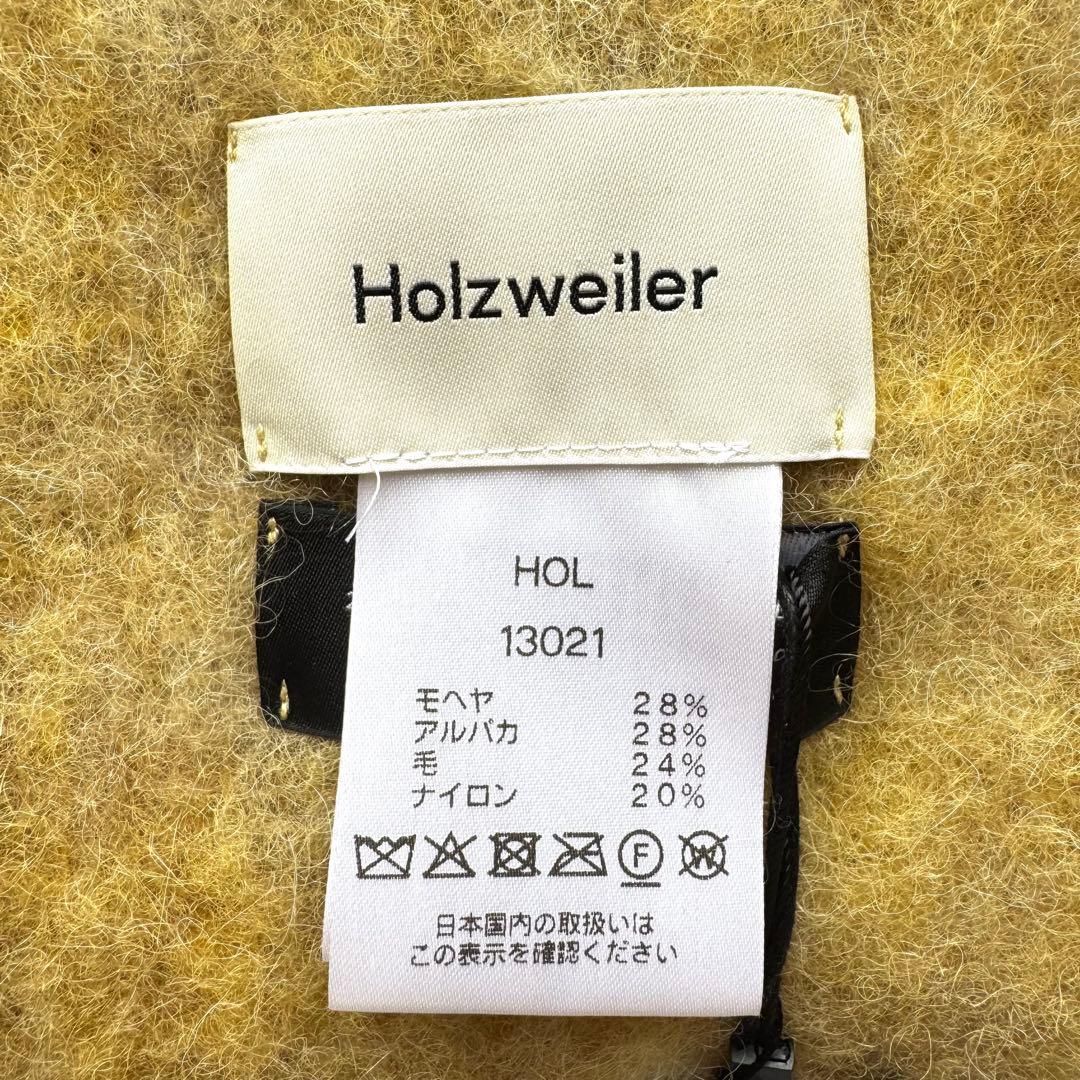 Holzweiler
HOL
13021
モヘヤ 28%
アルパカ 28%
毛 24%
ナイロン 20%
F W
日本国内の取扱いは
この表示を確認ください